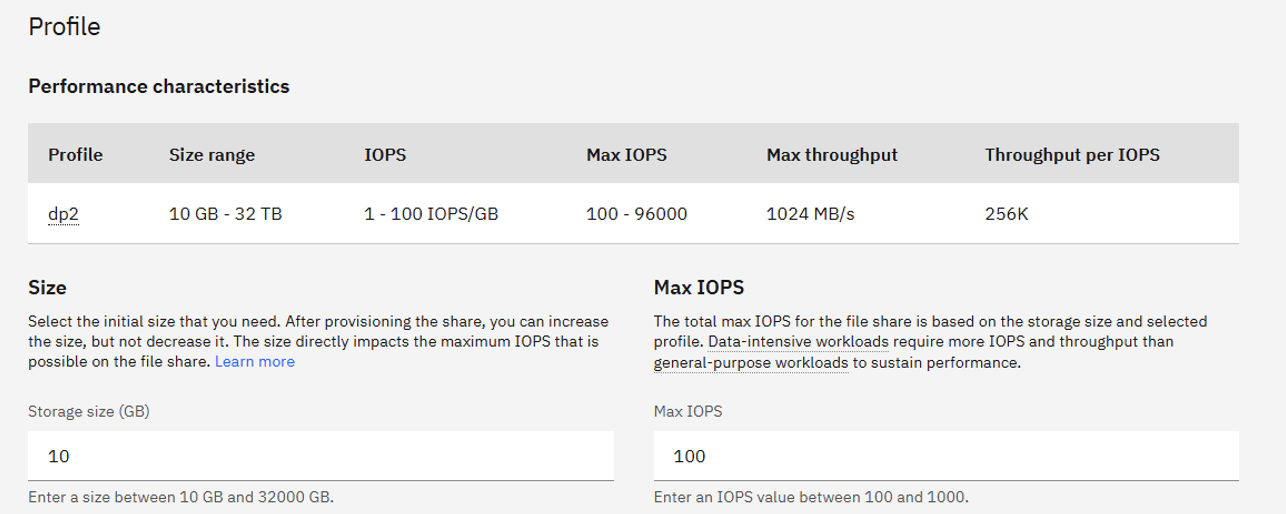 Profile
Performance characteristics
Profile Size range IOPS Max IOPS Max throughput Throughput per IOPS
dp2 10 GB - 32 TB 1 - 100 IOPS/GB 100 - 96000 1024 MB/s 256K
Size
Select the initial size that you need. After provisioning the share, you can increase
the size, but not decrease it. The size directly impacts the maximum IOPS that is
possible on the file share. Learn more
Storage size (GB)
10
Enter a size between 10 GB and 32000 GB.
Max IOPS
The total max IOPS for the file share is based on the storage size and selected
profile. Data-intensive workloads require more IOPS and throughput than
general-purpose workloads to sustain performance.
Max IOPS
100
Enter an IOPS value between 100 and 1000.